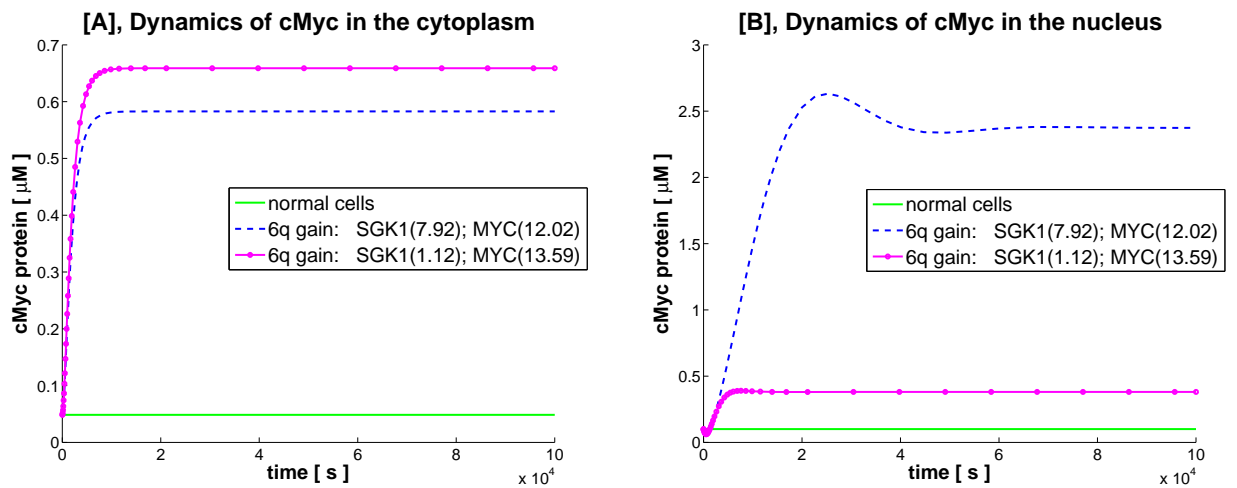 [A], Dynamics of cMyc in the cytoplasm
0.7
0.6
0.5
0.4
0.3
0.2
0.1
0
cMyc protein [ μM ]
normal cells
6q gain: SGK1(7.92); MYC(12.02)
6q gain: SGK1(1.12); MYC(13.59)
0 2 4 6 8 10
time [ s ]
x 10^4
[B], Dynamics of cMyc in the nucleus
3
2.5
2
1.5
1
0.5
0
cMyc protein [ μM ]
normal cells
6q gain: SGK1(7.92); MYC(12.02)
6q gain: SGK1(1.12); MYC(13.59)
0 2 4 6 8 10
time [ s ]
x 10^4